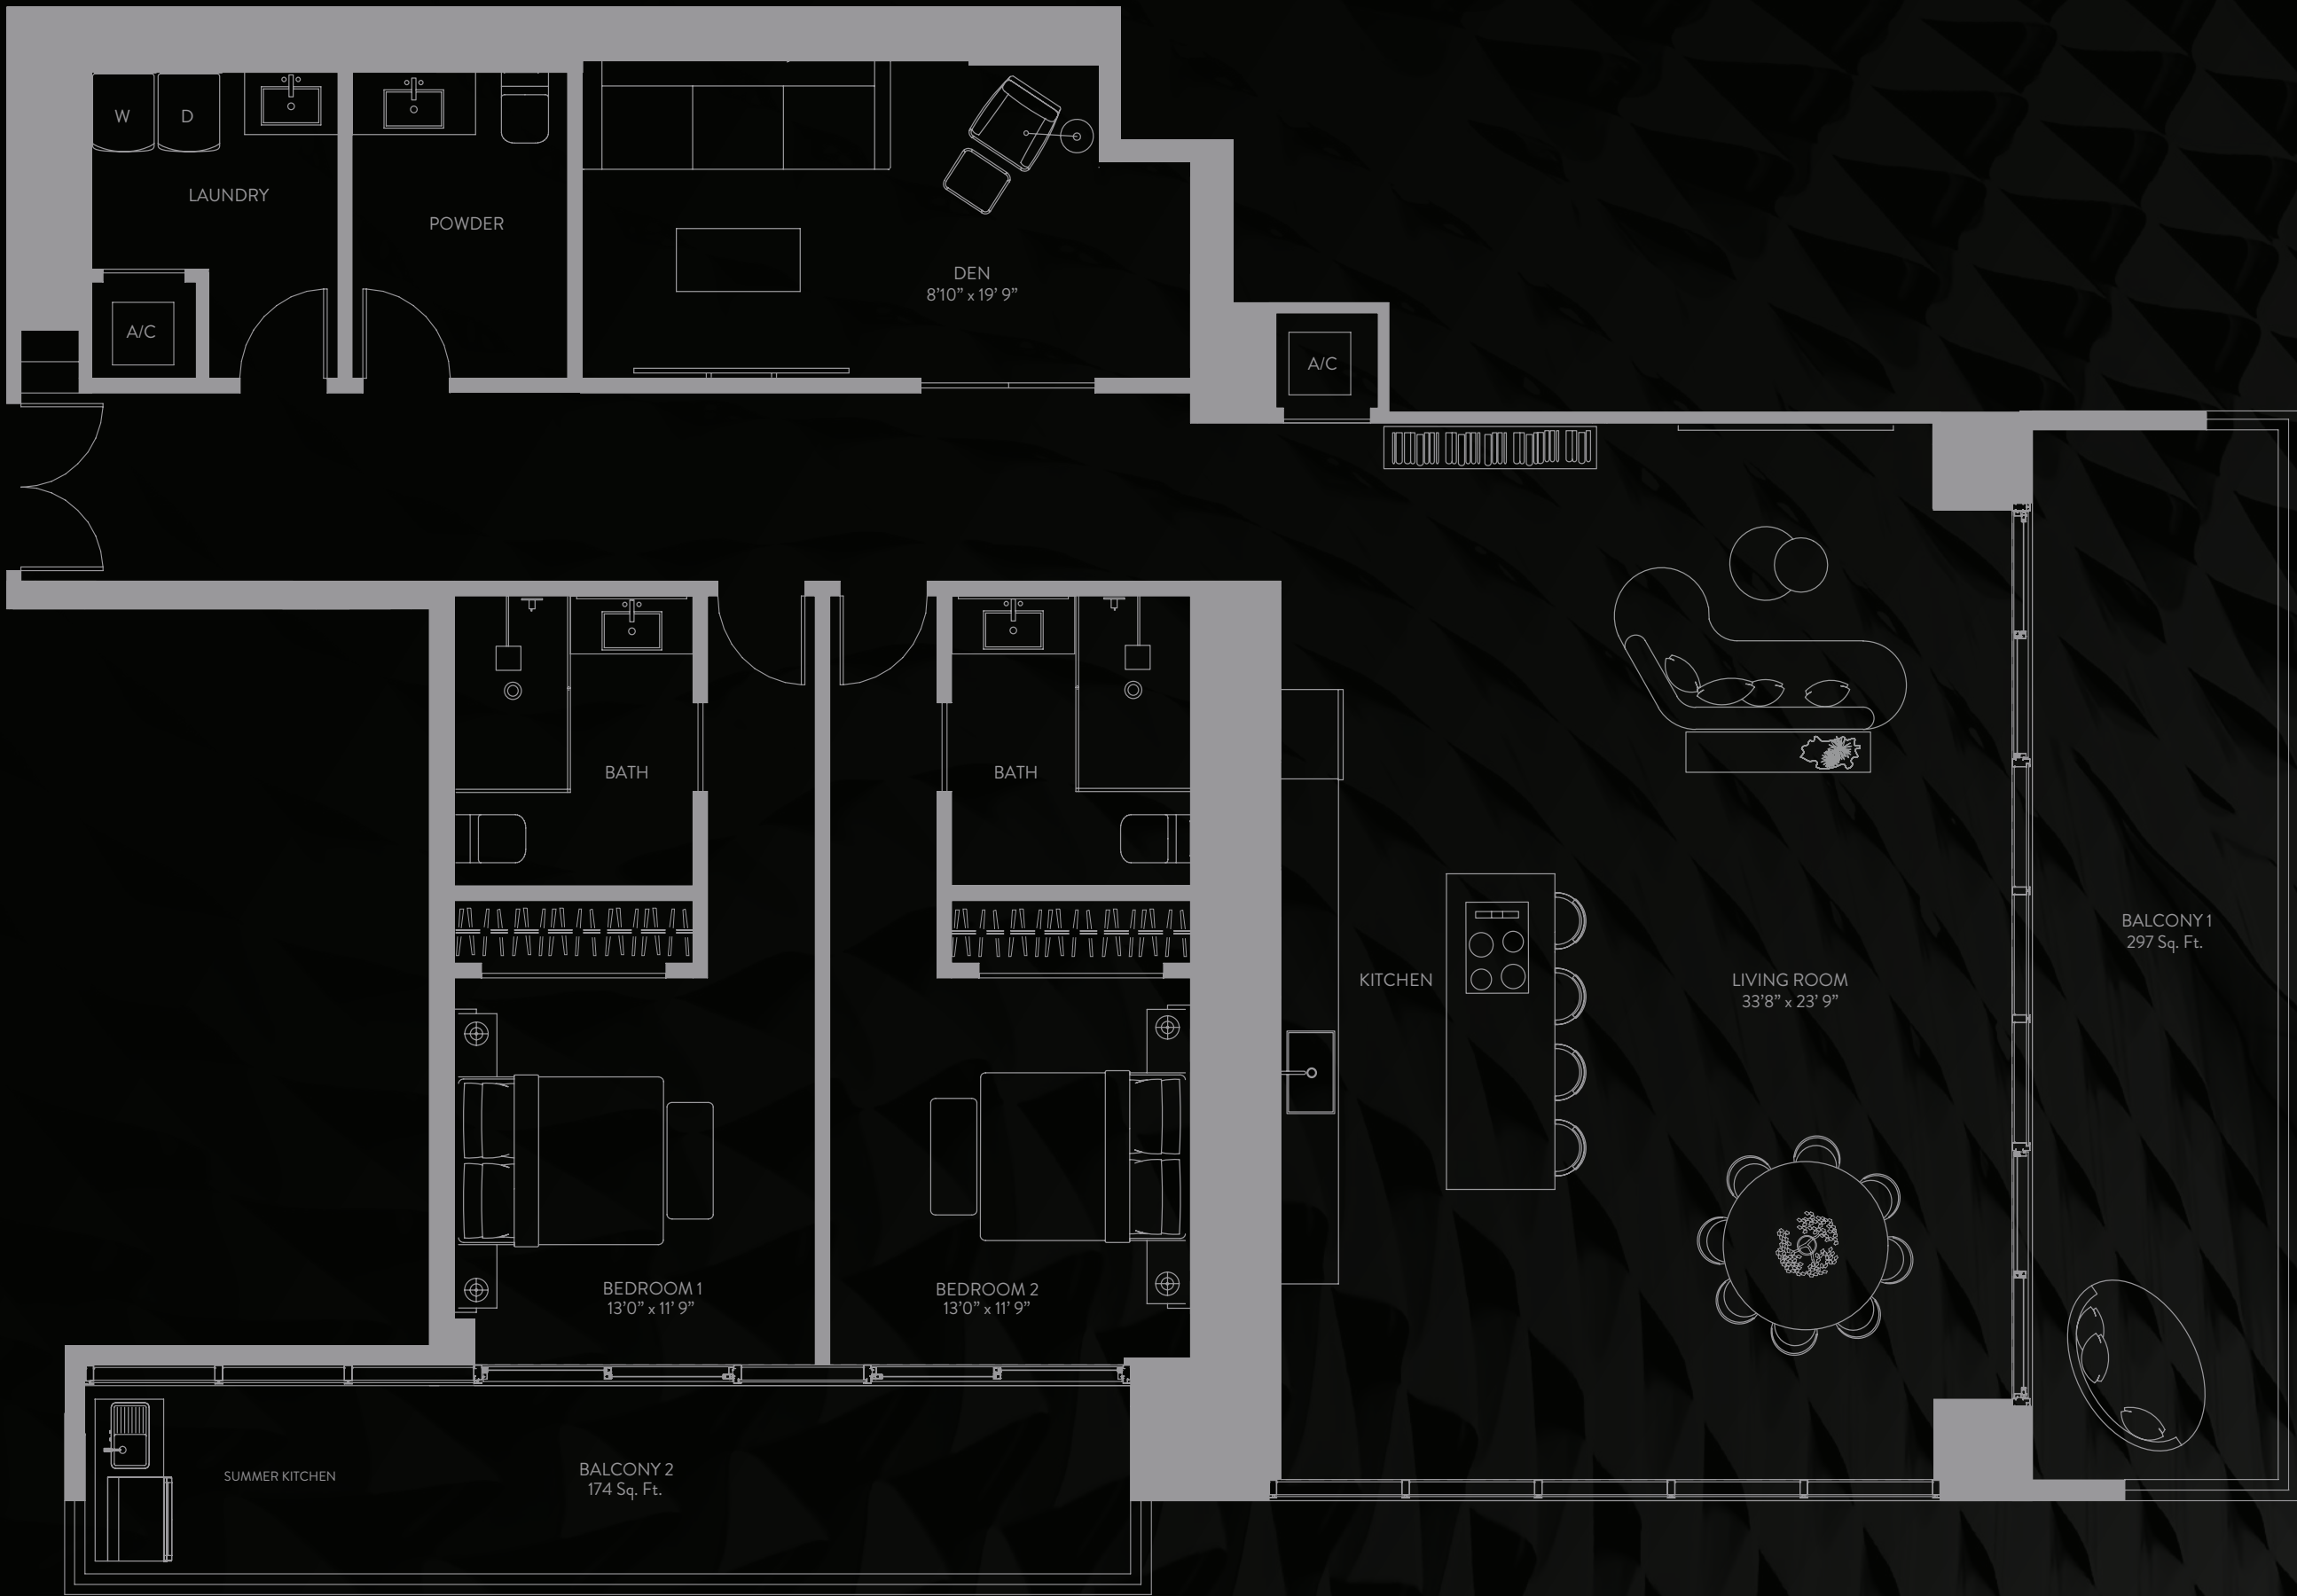 W
D
LAUNDRY
POWDER
A/C
DEN
8’10” x 19’ 9”
A/C
BATH
BATH
KITCHEN
LIVING ROOM
33’8” x 23’ 9”
BALCONY 1
297 Sq. Ft.
BEDROOM 1
13’0” x 11’ 9”
BEDROOM 2
13’0” x 11’ 9”
SUMMER KITCHEN
BALCONY 2
174 Sq. Ft.